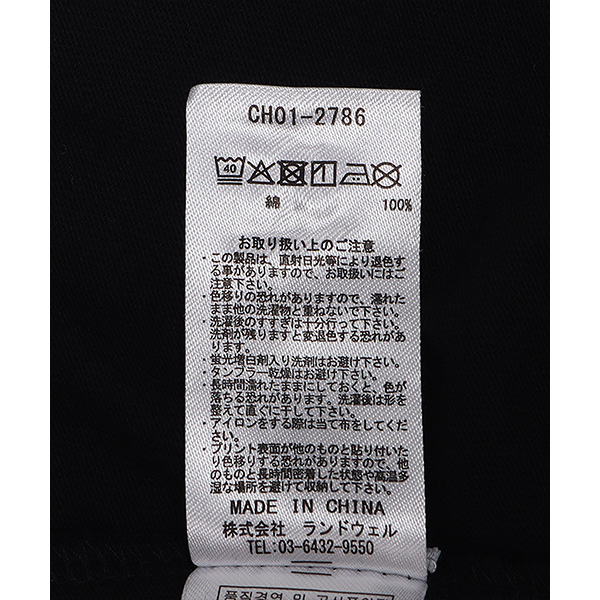 CH01-2786
40
綿 100%
お取り扱い上のご注意
・この製品は、直射日光等により退色す
る事がありますので、お取扱いにはご
注意下さい。
・色移りの恐れがありますので、濡れた
まま他の洗濯物と重ねないで下さい。
・洗濯後のすすぎは十分行って下さい。
洗剤が残りますと変退色する恐れがあ
ります。
・蛍光増白剤入り洗剤はお避け下さい。
・タンブラー乾燥はお避け下さい。
・長時間濡れたままにしておくと、色が
落ちる恐れがあります。洗濯後は形を
整えて直ぐに干して下さい。
・アイロンをする際は当て布をしてくだ
さい。
・プリント表面が他のものと貼り付いた
り色移りする恐れがありますので、他
のものと長時間密着した状態や高温多
湿な場所を避けて収納して下さい。
MADE IN CHINA
株式会社 ランドウェル
TEL:03-6432-9550
품질경영 및